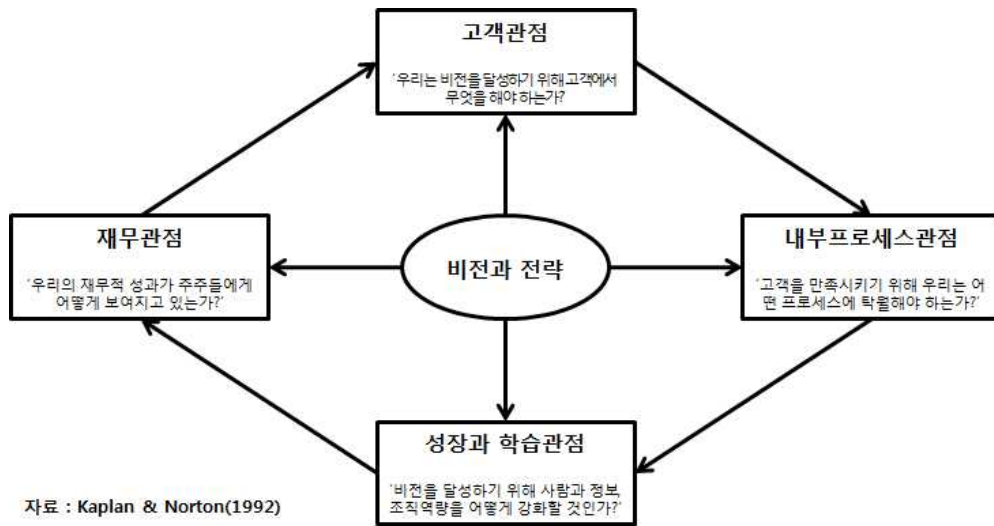 고객관점
‘우리는 비전을 달성하기 위해 고객에서
무엇을 해야 하는가?
재무관점
‘우리의 재무적 성과가 주주들에게
어떻게 보여지고 있는가?’
비전과 전략
내부프로세스관점
‘고객을 만족시키기 위해 우리는 어
떤 프로세스에 탁월해야 하는가?’
성장과 학습관점
‘비전을 달성하기 위해 사람과 정보,
조직역량을 어떻게 강화할 것인가?’
자료 : Kaplan & Norton(1992)